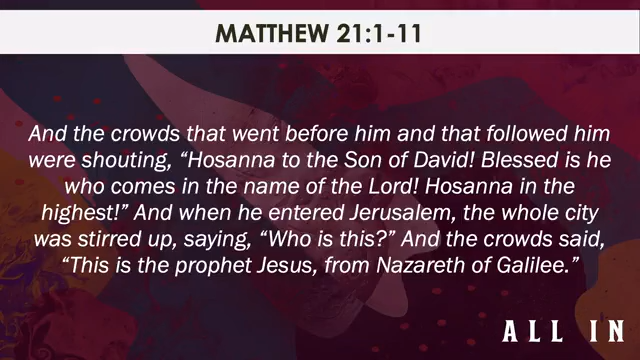 MATTHEW 21:1-11
And the crowds that went before him and that followed him
were shouting, “Hosanna to the Son of David! Blessed is he
who comes in the name of the Lord! Hosanna in the
highest!” And when he entered Jerusalem, the whole city
was stirred up, saying, “Who is this?” And the crowds said,
“This is the prophet Jesus, from Nazareth of Galilee.”
ALL IN